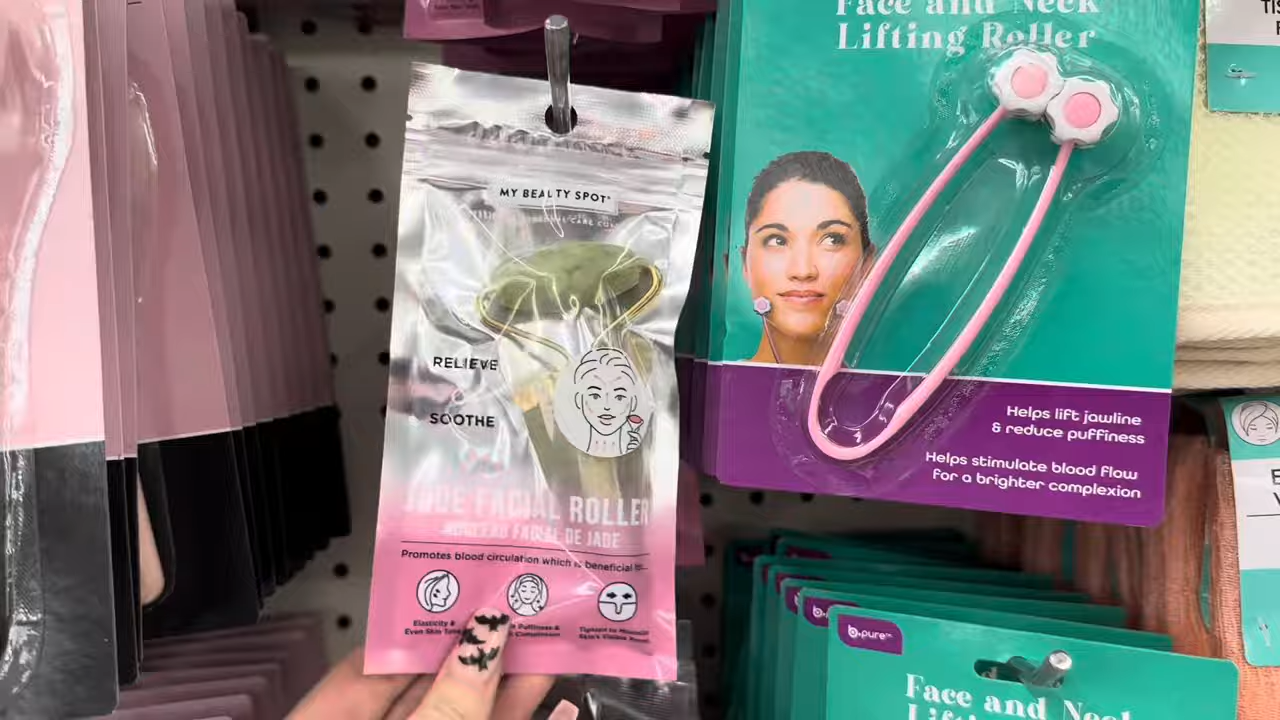 MY BEAUTY SPOT
RELIEVE
SOOTHE
JADE FACIAL ROLLER
ROULEAU FACIAL DE JADE
Promotes blood circulation which is beneficial to...
Elasticity &
Even Skin Tone
Puffiness &
Face and Neck
Lifting Roller
Helps lift jawline
& reduce puffiness
Helps stimulate blood flow
for a brighter complexion
b.pure™
Face and Neck